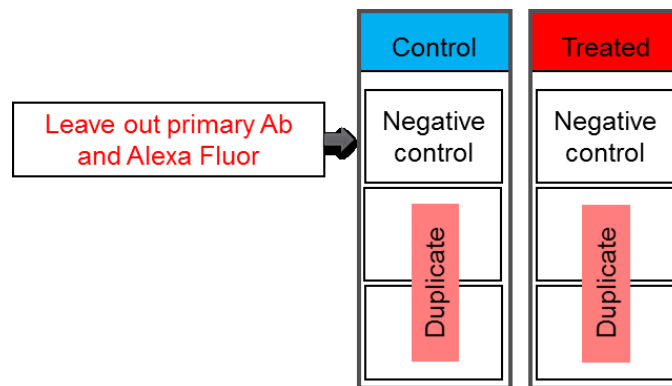 Control
Treated
Leave out primary Ab
and Alexa Fluor
Negative
control
Negative
control
Duplicate
Duplicate